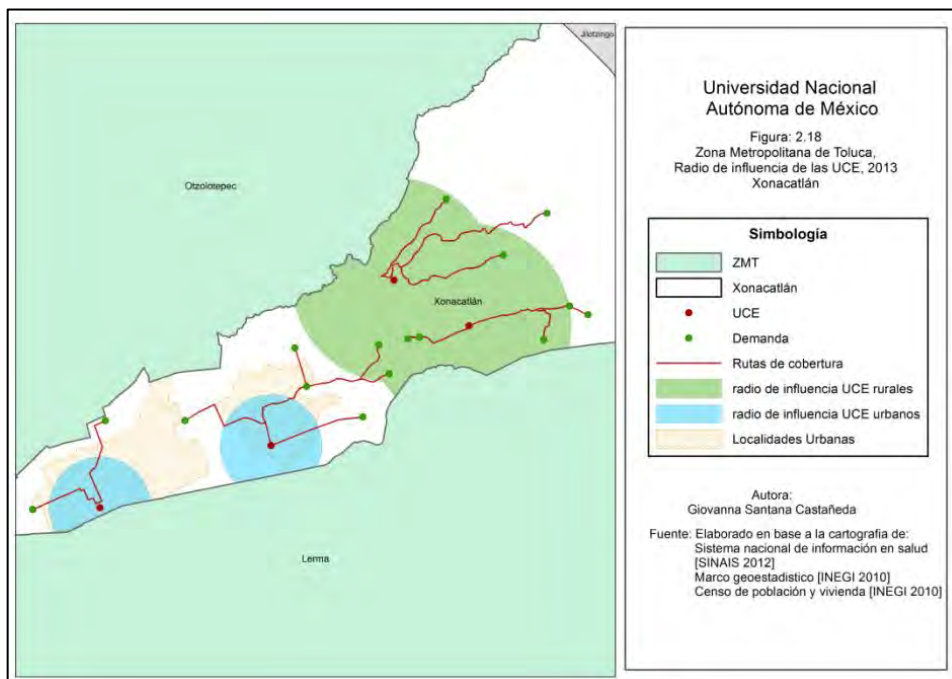 Jilotzingo
Otzolotepec
Xonacatlán
Lerma
Universidad Nacional
Autónoma de México
Figura: 2.18
Zona Metropolitana de Toluca,
Radio de influencia de las UCE, 2013
Xonacatlán
Simbología
ZMT
Xonacatlán
UCE
Demanda
Rutas de cobertura
radio de influencia UCE rurales
radio de influencia UCE urbanos
Localidades Urbanas
Autora:
Giovanna Santana Castañeda
Fuente: Elaborado en base a la cartografia de:
Sistema nacional de información en salud
[SINAIS 2012]
Marco geoestadistico [INEGI 2010]
Censo de población y vivienda [INEGI 2010]